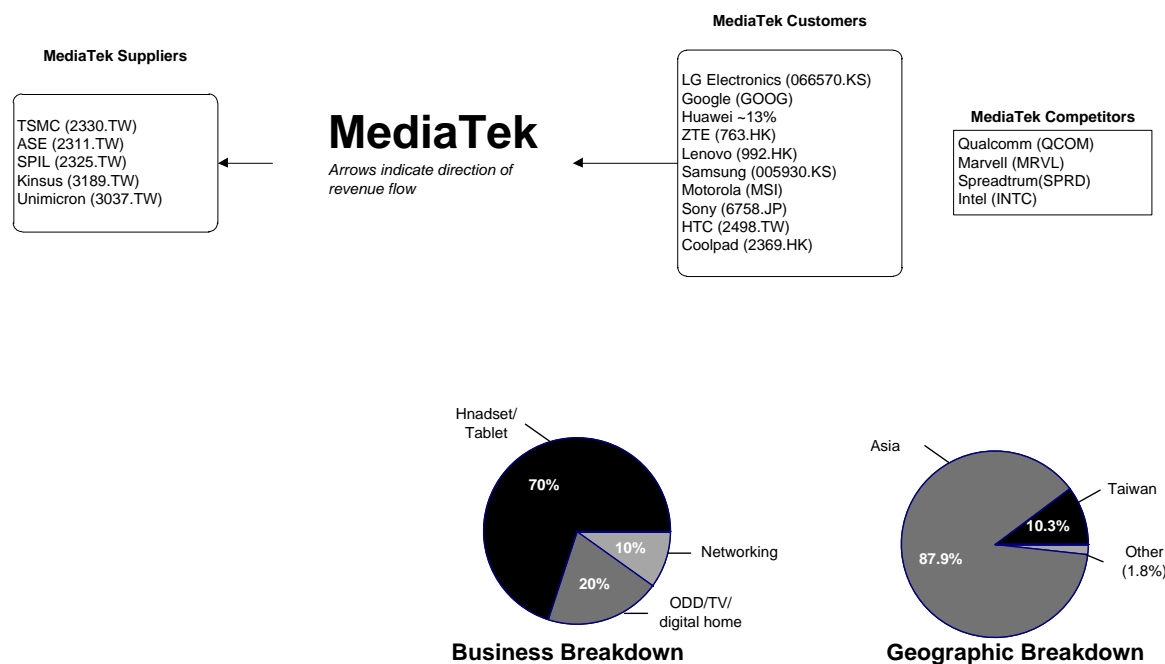 MediaTek Customers
MediaTek Suppliers
LG Electronics (066570.KS)
Google (GOOG)
Huawei ~13%
ZTE (763.HK)
Lenovo (992.HK)
Samsung (005930.KS)
Motorola (MSI)
Sony (6758.JP)
HTC (2498.TW)
Coolpad (2369.HK)
TSMC (2330.TW)
ASE (2311.TW)
SPIL (2325.TW)
Kinsus (3189.TW)
Unimicron (3037.TW)
MediaTek
Arrows indicate direction of
revenue flow
MediaTek Competitors
Qualcomm (QCOM)
Marvell (MRVL)
Spreadtrum(SPRD)
Intel (INTC)
Hnadset/
Tablet
70%
10%
Networking
20%
ODD/TV/
digital home
Business Breakdown
Asia
Taiwan
10.3%
87.9%
Other
(1.8%)
Geographic Breakdown